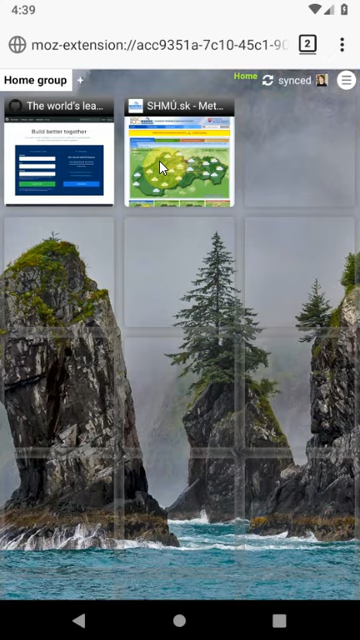 4:39
moz-extension://acc9351a-7c10-45c1-90
2
Home group
+
Home
synced
The world's lea...
SHMÚ.sk - Met...
Build better together